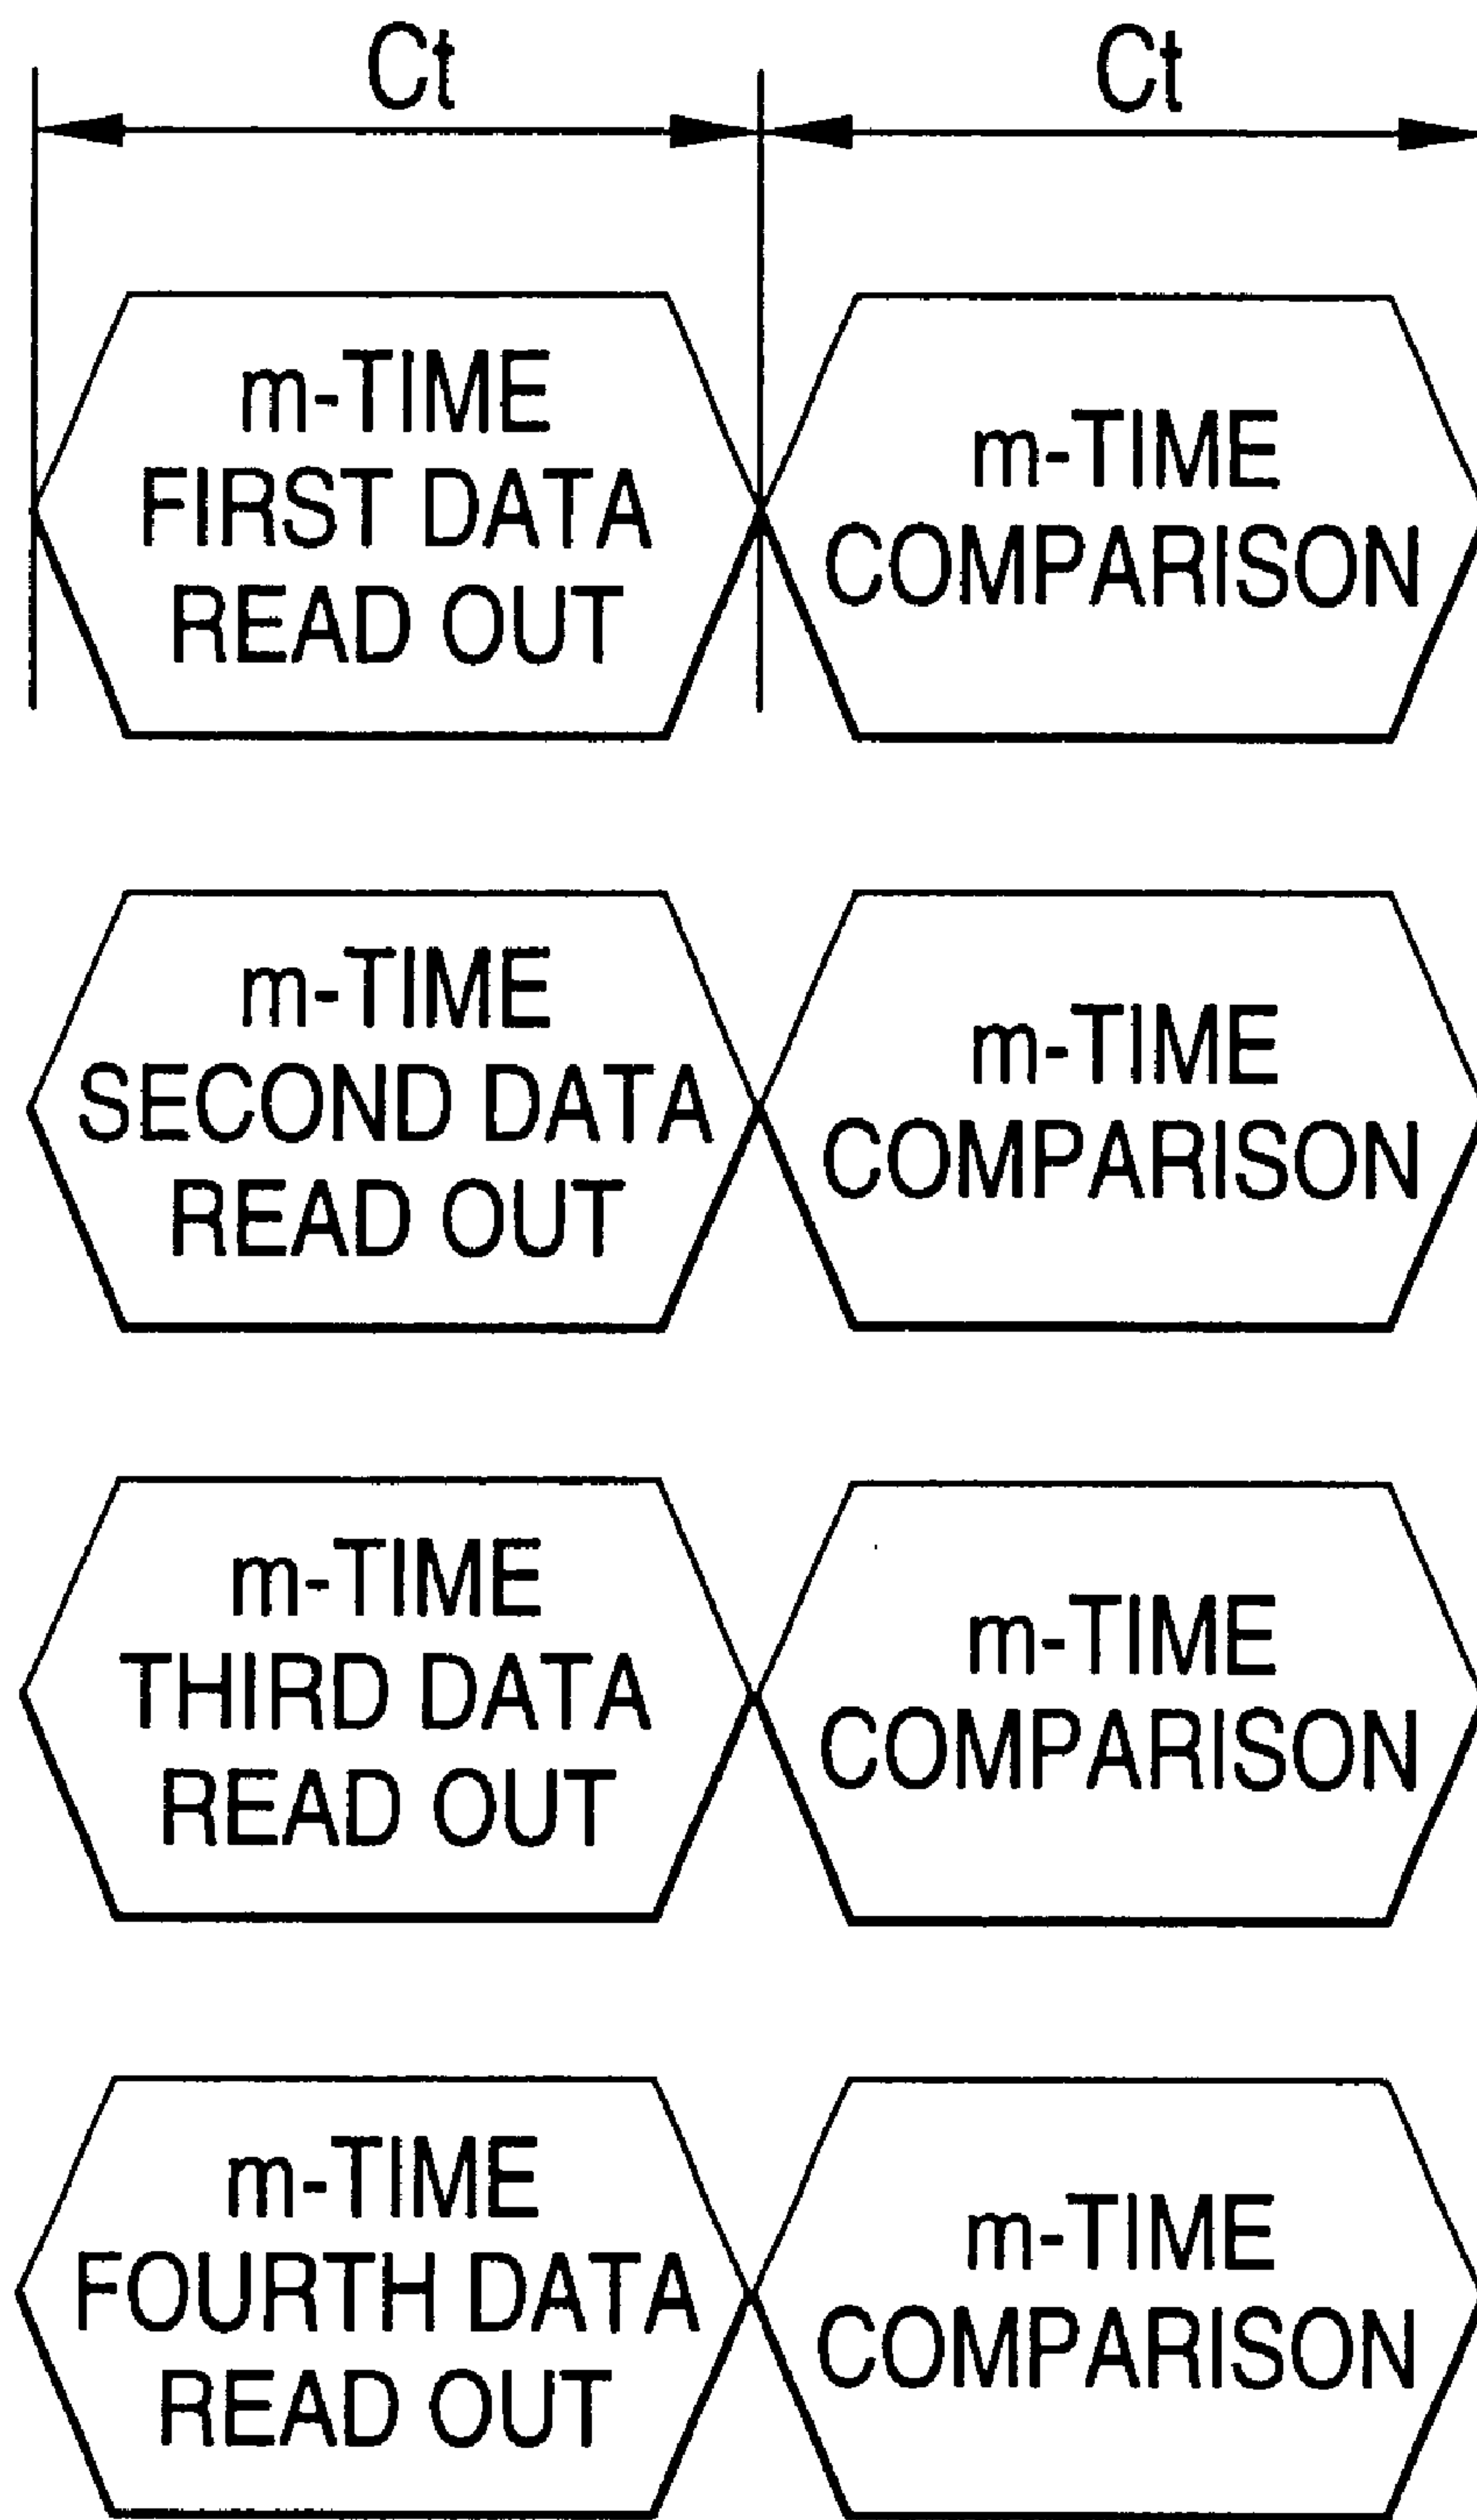 Ct
Ct
m-TIME
FIRST DATA
READ OUT
m-TIME
COMPARISON
m-TIME
SECOND DATA
READ OUT
m-TIME
COMPARISON
m-TIME
THIRD DATA
READ OUT
m-TIME
COMPARISON
m-TIME
FOURTH DATA
READ OUT
m-TIME
COMPARISON